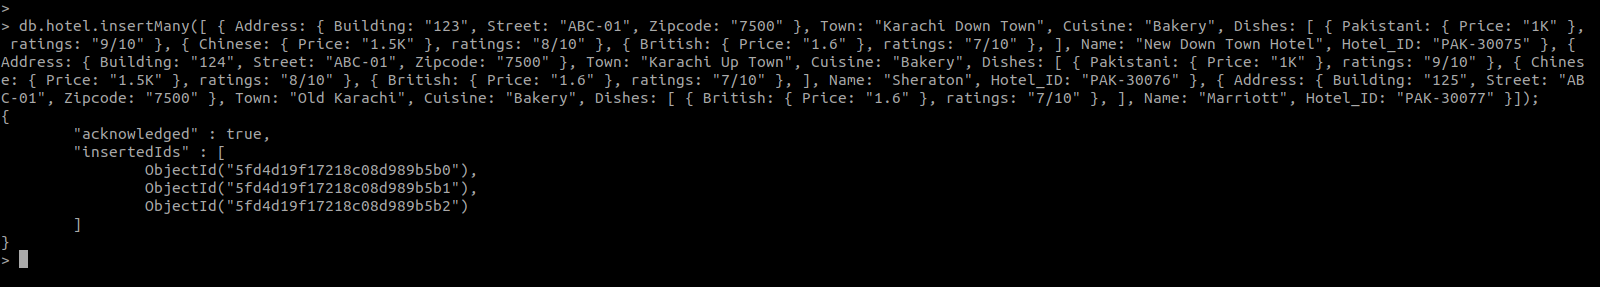 >
> db.hotel.insertMany([ { Address: { Building: "123", Street: "ABC-01", Zipcode: "7500" }, Town: "Karachi Down Town", Cuisine: "Bakery", Dishes: [ { Pakistani: { Price: "1K" },
 ratings: "9/10" }, { Chinese: { Price: "1.5K" }, ratings: "8/10" }, { British: { Price: "1.6" }, ratings: "7/10" }, ], Name: "New Down Town Hotel", Hotel_ID: "PAK-30075" }, {
Address: { Building: "124", Street: "ABC-01", Zipcode: "7500" }, Town: "Karachi Up Town", Cuisine: "Bakery", Dishes: [ { Pakistani: { Price: "1K" }, ratings: "9/10" }, { Chines
e: { Price: "1.5K" }, ratings: "8/10" }, { British: { Price: "1.6" }, ratings: "7/10" }, ], Name: "Sheraton", Hotel_ID: "PAK-30076" }, { Address: { Building: "125", Street: "AB
C-01", Zipcode: "7500" }, Town: "Old Karachi", Cuisine: "Bakery", Dishes: [ { British: { Price: "1.6" }, ratings: "7/10" }, ], Name: "Marriott", Hotel_ID: "PAK-30077" }]);
{
        "acknowledged" : true,
        "insertedIds" : [
                ObjectId("5fd4d19f17218c08d989b5b0"),
                ObjectId("5fd4d19f17218c08d989b5b1"),
                ObjectId("5fd4d19f17218c08d989b5b2")
        ]
}
>